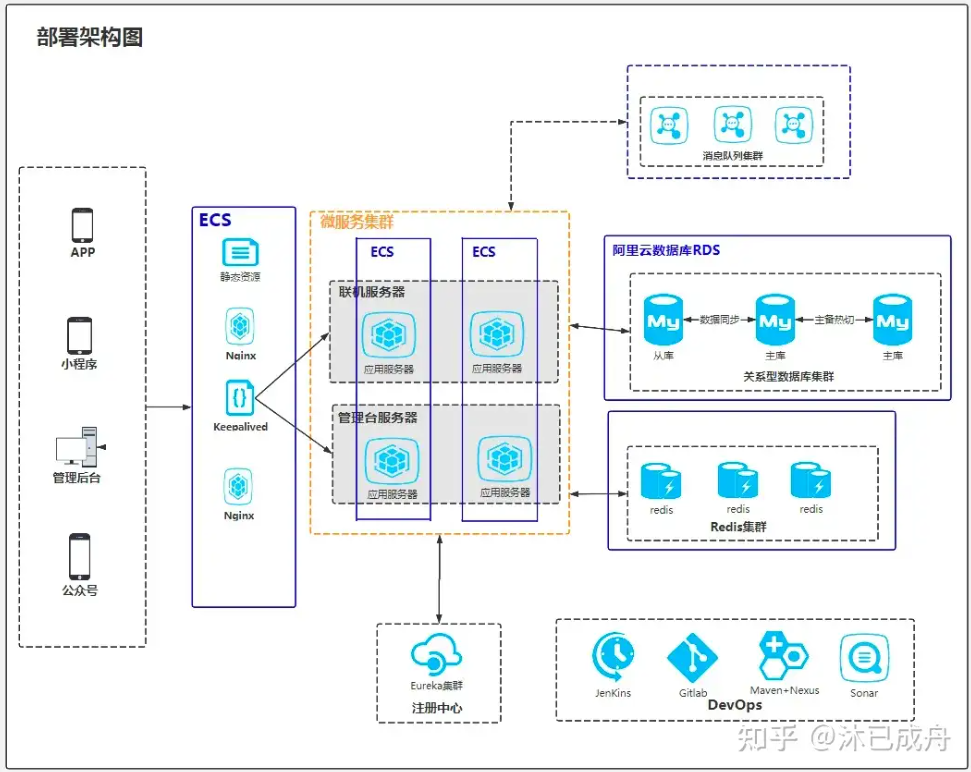 部署架构图
APP
小程序
管理后台
公众号
ECS
静态资源
Nginx
Keepalived
Nginx
微服务集群
ECS
ECS
联机服务器
应用服务器
应用服务器
管理台服务器
应用服务器
应用服务器
消息队列集群
阿里云数据库RDS
My
数据同步
My
主备热切
My
从库
主库
主库
关系型数据库集群
redis
redis
redis
Redis集群
Eureka集群
注册中心
JenKins
Gitlab
Maven+Nexus
Sonar
DevOps
知乎 @沐已成舟